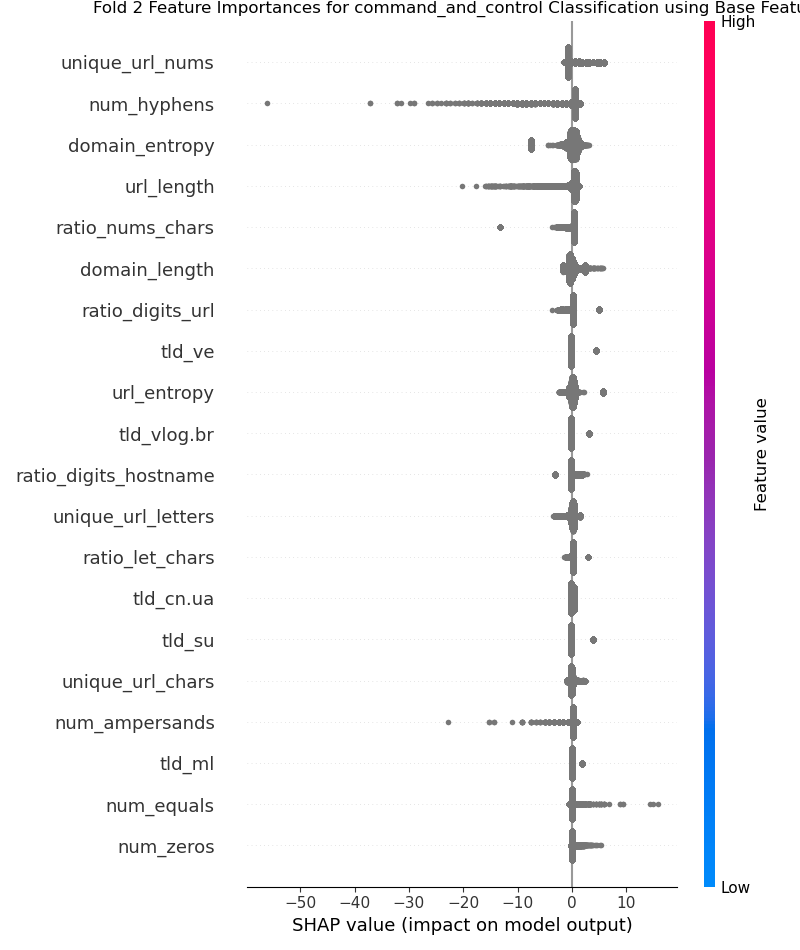 Fold 2 Feature Importances for command_and_control Classification using Base
High
unique_url_nums
num_hyphens
domain_entropy
url_length
ratio_nums_chars
domain_length
ratio_digits_url
tld_ve
url_entropy
tld_vlog.br
ratio_digits_hostname
unique_url_letters
ratio_let_chars
tld_cn.ua
tld_su
unique_url_chars
num_ampersands
tld_ml
num_equals
num_zeros
Feature value
Low
−50 −40 −30 −20 −10 0 10
SHAP value (impact on model output)